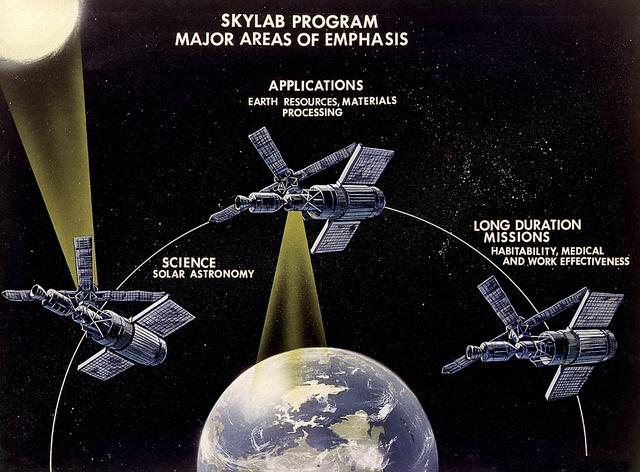 SKYLAB PROGRAM
MAJOR AREAS OF EMPHASIS
APPLICATIONS
EARTH RESOURCES, MATERIALS
PROCESSING
SCIENCE
SOLAR ASTRONOMY
LONG DURATION
MISSIONS
HABITABILITY, MEDICAL
AND WORK EFFECTIVENESS